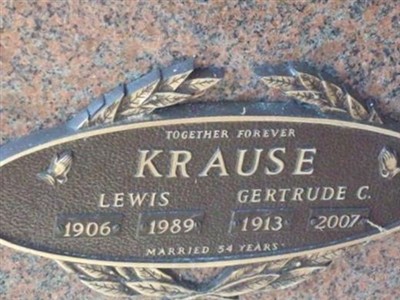 TOGETHER FOREVER
KRAUSE
LEWIS GERTRUDE C.
1906 1989 1913 2007
MARRIED 54 YEARS